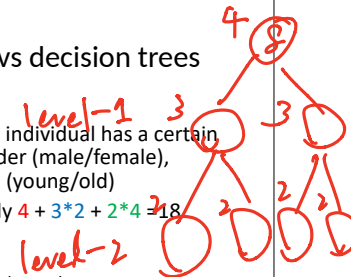 4
8
vs decision trees
level-1 3 3
individual has a certain
der (male/female),
(young/old)
ly 4 + 3*2 + 2*4 =18
2 2 2 2
level-2